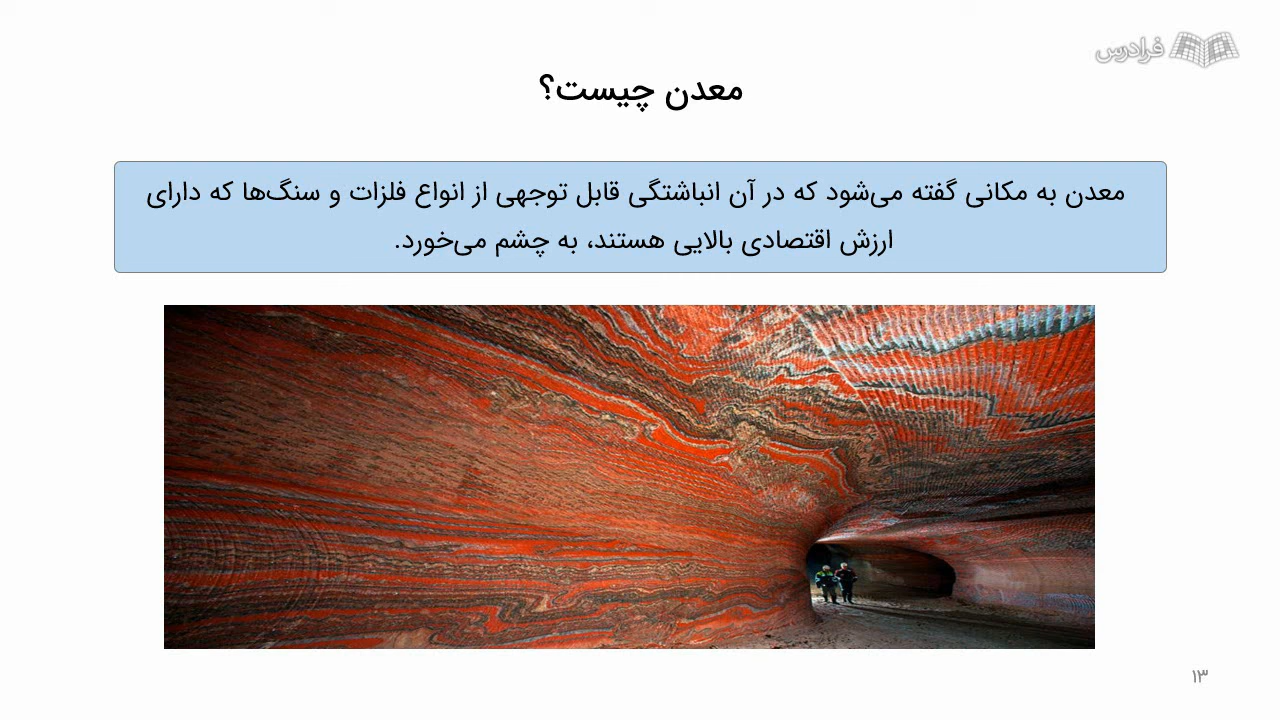 فرادرس
معدن چیست؟
معدن به مکانی گفته می‌شود که در آن انباشتگی قابل توجهی از انواع فلزات و سنگ‌ها که دارای
ارزش اقتصادی بالایی هستند، به چشم می‌خورد.
۱۳